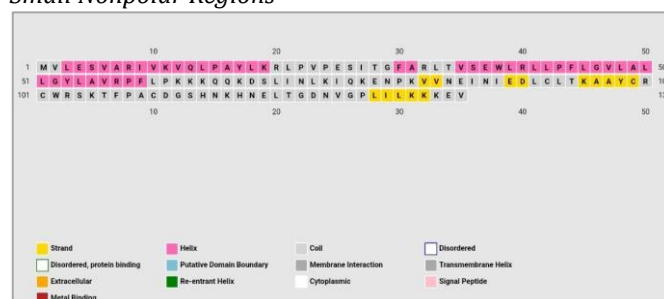 Small Nonpolar Regions
10 20 30 40 50
1 M V L E S V A R I V K V Q L P A Y L K R L P V P E S I T G F A R L T V S E W L R L L P F L G V L A L 50
51 L G Y L A V R P F L P K K K Q Q K D S L I N L K I Q K E N P K V V N E I N I E D L C L T K A A Y C R
101 C W R S K T F P A C D G S H N K H N E L T G D N V G P L I L K K K E V
10 20 30 40 50
Strand Helix Coil Disordered
Disordered, protein binding Putative Domain Boundary Membrane Interaction Transmembrane Helix
Extracellular Re-entrant Helix Cytoplasmic Signal Peptide
Metal Binding